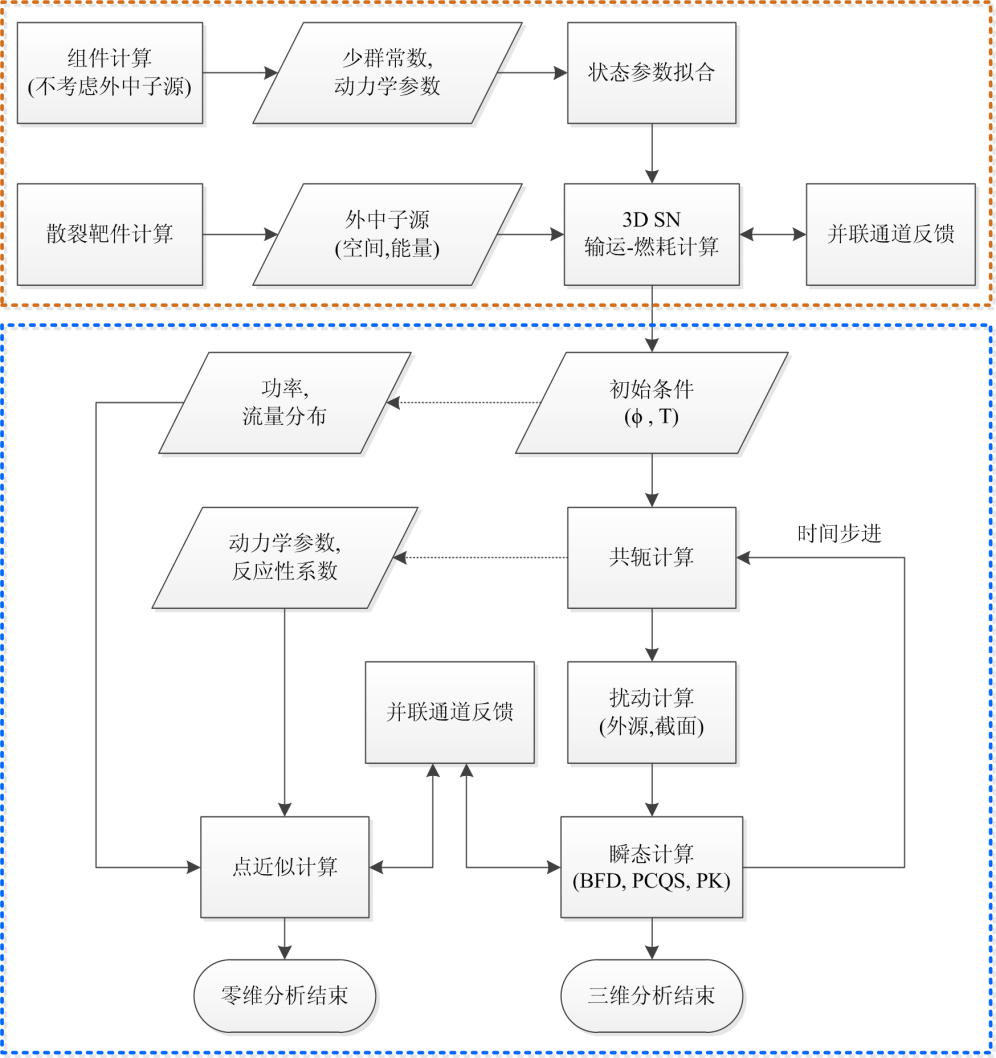 组件计算
(不考虑外中子源)
少群常数,
动力学参数
状态参数拟合
散裂靶件计算
外中子源
(空间,能量)
3D SN
输运-燃耗计算
并联通道反馈
功率,
流量分布
初始条件
(ϕ , T)
动力学参数,
反应性系数
共轭计算
时间步进
并联通道反馈
扰动计算
(外源,截面)
点近似计算
瞬态计算
(BFD, PCQS, PK)
零维分析结束
三维分析结束